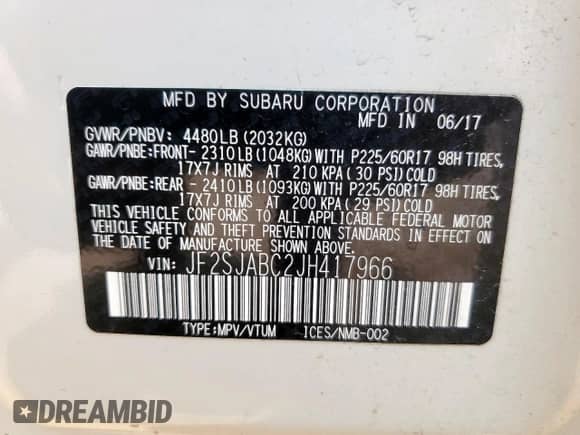 MFD BY SUBARU CORPORATION
MFD IN 06/17
GVWR/PNBV: 4480LB(2032KG)
GAWR/PNBE:FRONT- 2310LB(1048KG)WITH P225/60R17 98H TIRES,
17X7J RIMS AT 210 KPA( 30 PSI)COLD
GAWR/PNBE:REAR - 2410LB(1093KG)WITH P225/60R17 98H TIRES,
17X7J RIMS AT 200 KPA( 29 PSI)COLD
THIS VEHICLE CONFORMS TO ALL APPLICABLE FEDERAL MOTOR
VEHICLE SAFETY AND THEFT PREVENTION STANDARDS IN EFFECT ON
THE DATE OF MANUFACTURE SHOWN ABOVE.
VIN: JF2SJABC2JH417966
TYPE:MPV/VTUM ICES/NMB-002
DREAMBID